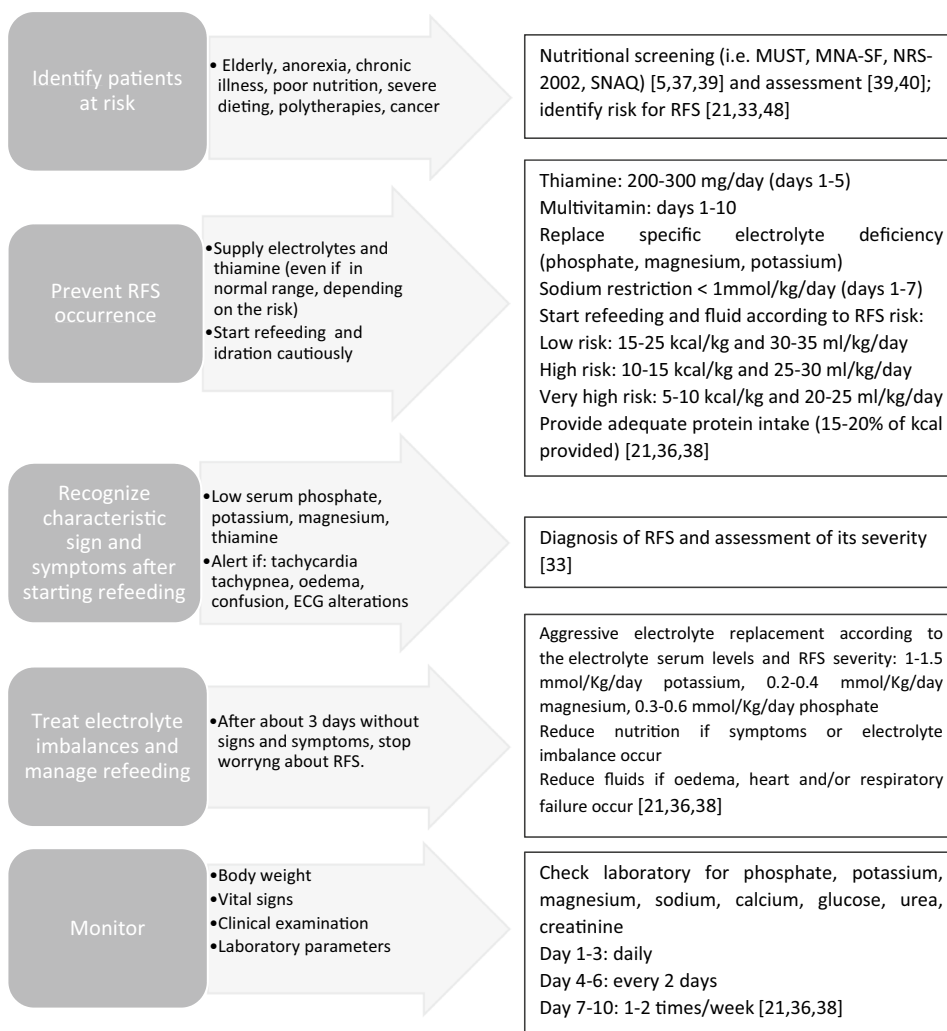 Identify patients
at risk
• Elderly, anorexia, chronic
illness, poor nutrition, severe
dieting, polytherapies, cancer
Nutritional screening (i.e. MUST, MNA-SF, NRS-
2002, SNAQ) [5,37,39] and assessment [39,40];
identify risk for RFS [21,33,48]
Prevent RFS
occurrence
•Supply electrolytes and
thiamine (even if in
normal range, depending
on the risk)
•Start refeeding and
idration cautiously
Thiamine: 200-300 mg/day (days 1-5)
Multivitamin: days 1-10
Replace specific electrolyte deficiency
(phosphate, magnesium, potassium)
Sodium restriction < 1mmol/kg/day (days 1-7)
Start refeeding and fluid according to RFS risk:
Low risk: 15-25 kcal/kg and 30-35 ml/kg/day
High risk: 10-15 kcal/kg and 25-30 ml/kg/day
Very high risk: 5-10 kcal/kg and 20-25 ml/kg/day
Provide adequate protein intake (15-20% of kcal
provided) [21,36,38]
Recognize
characteristic
sign and
symptoms after
starting refeeding
•Low serum phosphate,
potassium, magnesium,
thiamine
•Alert if: tachycardia
tachypnea, oedema,
confusion, ECG alterations
Diagnosis of RFS and assessment of its severity
[33]
Treat electrolyte
imbalances and
manage refeeding
•After about 3 days without
signs and symptoms, stop
worryng about RFS.
Aggressive electrolyte replacement according to
the electrolyte serum levels and RFS severity: 1-1.5
mmol/Kg/day potassium, 0.2-0.4 mmol/Kg/day
magnesium, 0.3-0.6 mmol/Kg/day phosphate
Reduce nutrition if symptoms or electrolyte
imbalance occur
Reduce fluids if oedema, heart and/or respiratory
failure occur [21,36,38]
Monitor
•Body weight
•Vital signs
•Clinical examination
•Laboratory parameters
Check laboratory for phosphate, potassium,
magnesium, sodium, calcium, glucose, urea,
creatinine
Day 1-3: daily
Day 4-6: every 2 days
Day 7-10: 1-2 times/week [21,36,38]